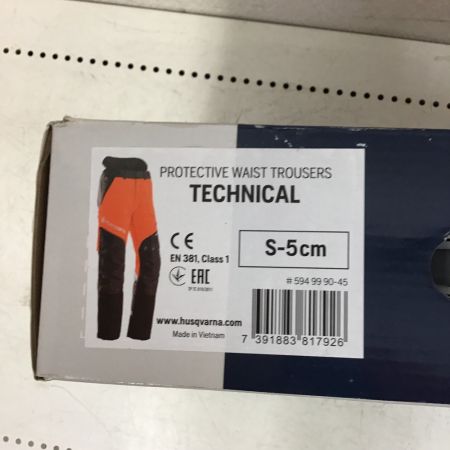 PROTECTIVE WAIST TROUSERS
TECHNICAL
CE
EN 381, Class 1
EAC
S-5cm
# 594 99 90-45
www.husqvarna.com
Made in Vietnam
7 391883 817926